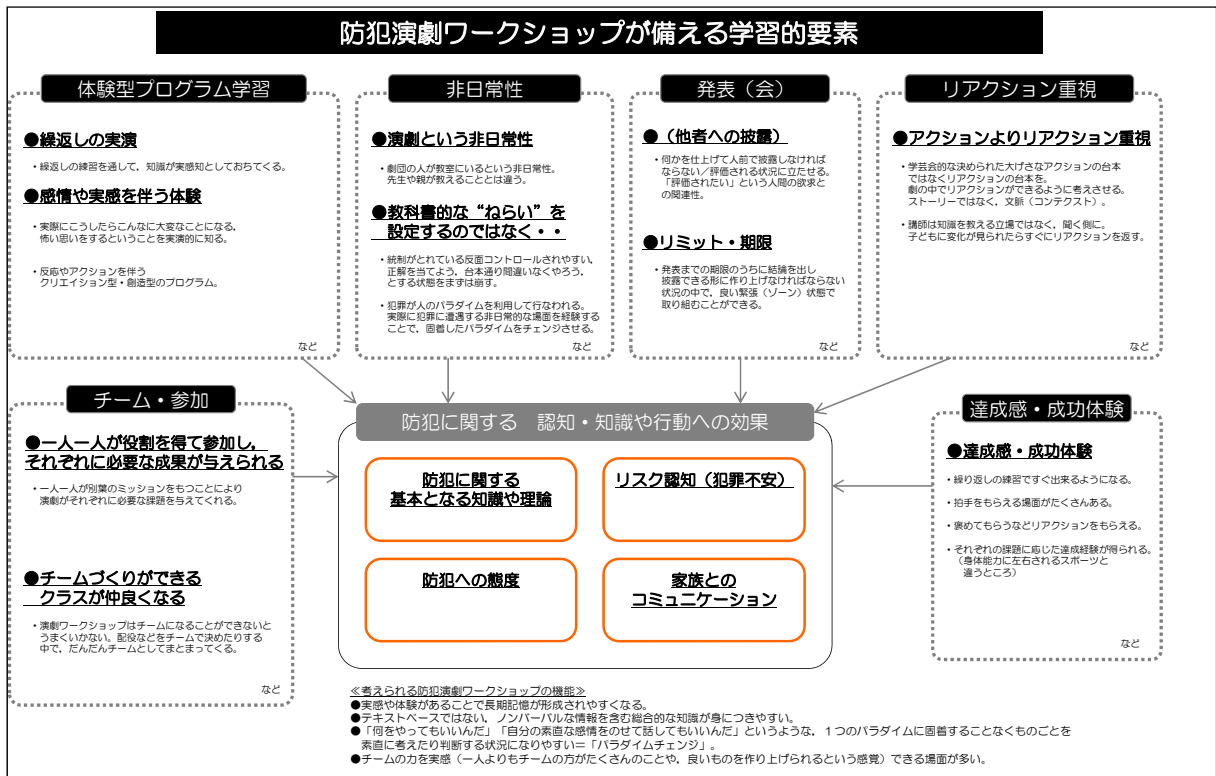 防犯演劇ワークショップが備える学習的要素
体験型プログラム学習
●繰返しの実演
・繰返しの練習を通して，知識が実感知としておちてくる。
●感情や実感を伴う体験
・実際にこうしたらこんなに大変なことになる，
怖い思いをするということを実演的に知る。
・反応やアクションを伴う
クリエイション型・創造型のプログラム。
など
非日常性
●演劇という非日常性
・劇団の人が教室にいるという非日常性。
先生や親が教えることとは違う。
●教科書的な“ねらい”を
設定するのではなく・・
・統制がとれている反面コントロールされやすい，
正解を当てよう，台本通り間違いなくやろう，
とする状態をまずは崩す。
・犯罪が人のパラダイムを利用して行なわれる。
実際に犯罪に遭遇する非日常的な場面を経験する
ことで，固着したパラダイムをチェンジさせる。
など
発表（会）
●（他者への披露）
・何かを仕上げて人前で披露しなければ
ならない／評価される状況に立たせる。
「評価されたい」という人間の欲求と
の関連性。
●リミット・期限
・発表までの期限のうちに結論を出し
披露できる形に作り上げなければならない
状況の中で，良い緊張（ゾーン）状態で
取り組むことができる。
など
リアクション重視
●アクションよりリアクション重視
・学芸会的な決められた大げさなアクションの台本
ではなくリアクションの台本を。
劇の中でリアクションができるように考えさせる。
ストーリーではなく，文脈（コンテクスト）。
・講師は知識を教える立場ではなく，聞く側に。
子どもに変化が見られたらすぐにリアクションを返す。
など
チーム・参加
●一人一人が役割を得て参加し，
それぞれに必要な成果が与えられる
・一人一人が別葉のミッションをもつことにより
演劇がそれぞれに必要な課題を与えてくれる。
●チームづくりができる
クラスが仲良くなる
・演劇ワークショップはチームになることができないと
うまくいかない。配役などをチームで決めたりする
中で，だんだんチームとしてまとまってくる。
など
防犯に関する　認知・知識や行動への効果
防犯に関する
基本となる知識や理論
リスク認知（犯罪不安）
防犯への態度
家族との
コミュニケーション
達成感・成功体験
●達成感・成功体験
・繰り返しの練習ですぐ出来るようになる。
・拍手をもらえる場面がたくさんある。
・褒めてもらうなどリアクションをもらえる。
・それぞれの課題に応じた達成経験が得られる。
（身体能力に左右されるスポーツと
違うところ）
など
≪考えられる防犯演劇ワークショップの機能≫
●実感や体験があることで長期記憶が形成されやすくなる。
●テキストベースではない，ノンバーバルな情報を含む総合的な知識が身につきやすい。
●「何をやってもいいんだ」「自分の素直な感情をのせて話してもいいんだ」というような，１つのパラダイムに固着することなくものごとを
素直に考えたり判断する状況になりやすい＝「パラダイムチェンジ」。
●チームの力を実感（一人よりもチームの方がたくさんのことや，良いものを作り上げられるという感覚）できる場面が多い。